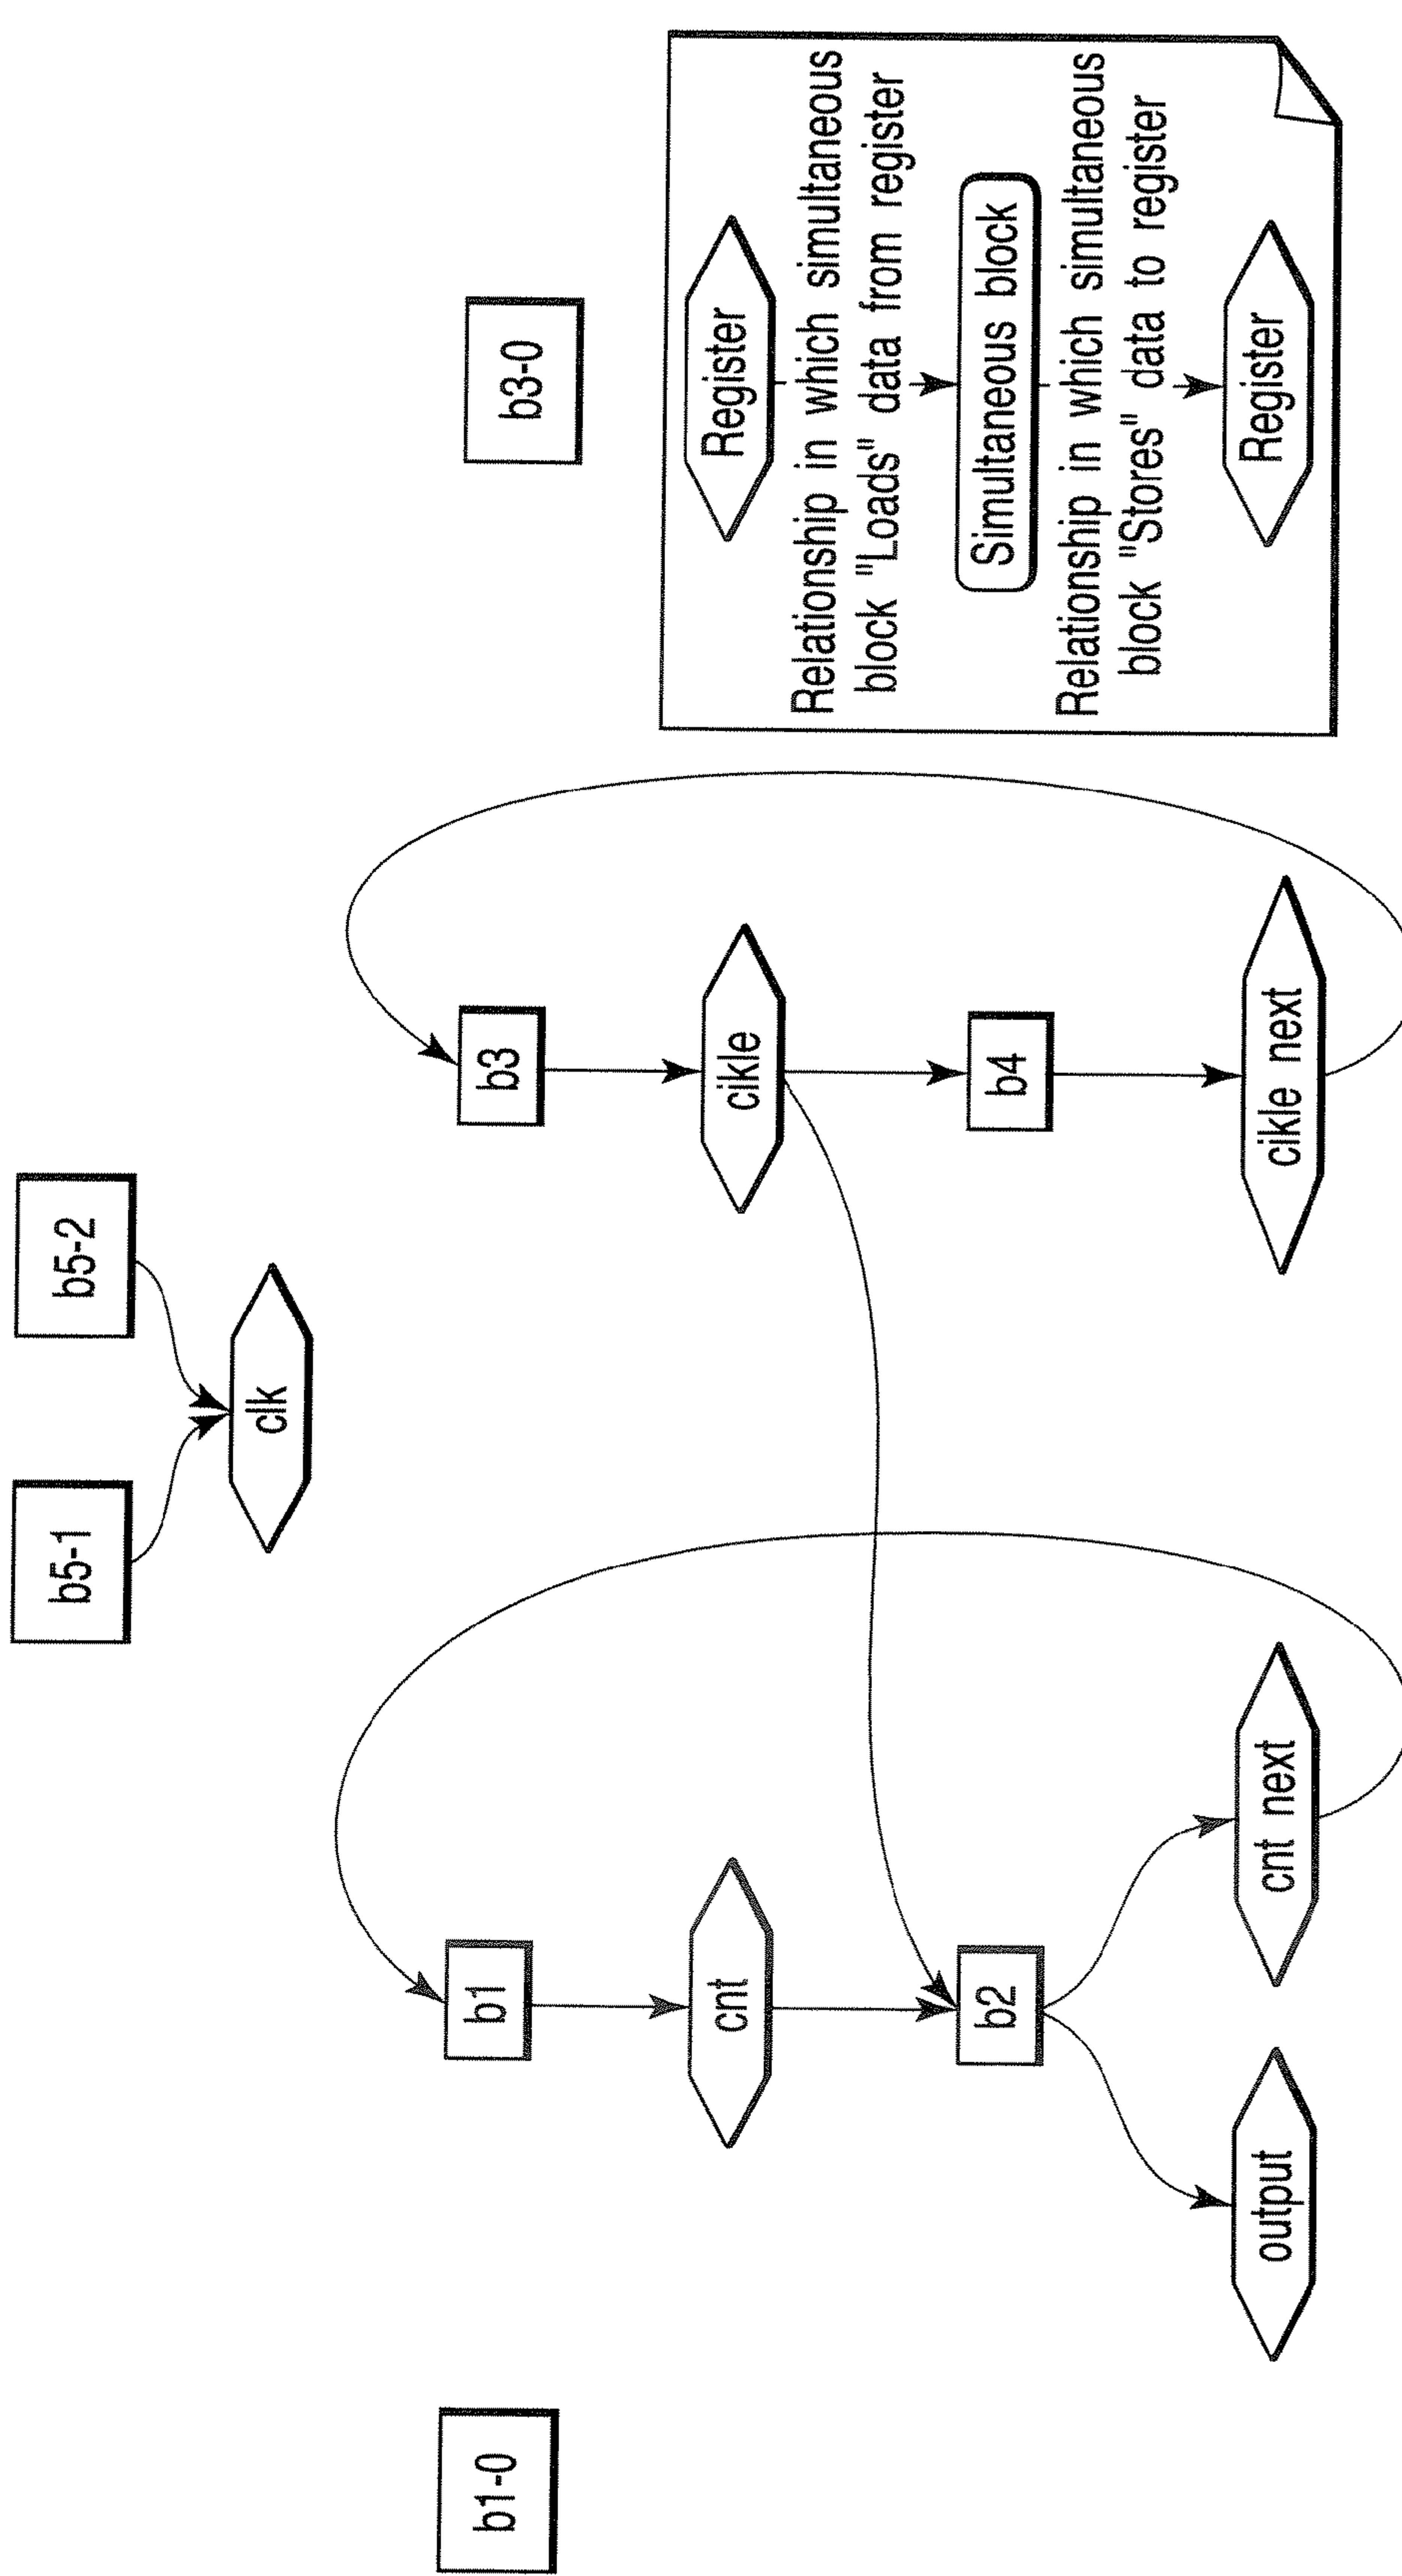 b5-1
b5-2
clk
b1-0
b1
b3
b3-0
cnt
cikle
b2
b4
output
cnt next
cikle next
Register
Relationship in which simultaneous
block "Loads" data from register
Simultaneous block
Relationship in which simultaneous
block "Stores" data to register
Register